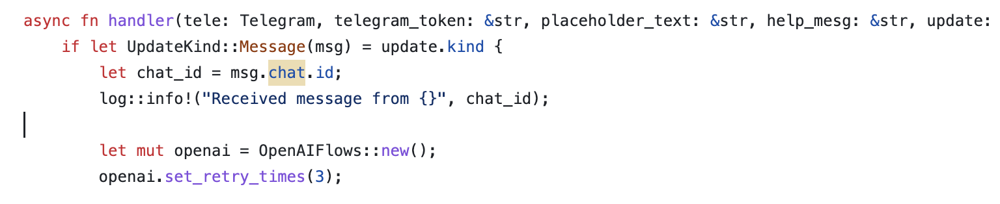 async fn handler(tele: Telegram, telegram_token: &str, placeholder_text: &str, help_mesg: &str, update:
    if let UpdateKind::Message(msg) = update.kind {
        let chat_id = msg.chat.id;
        log::info!("Received message from {}", chat_id);

        let mut openai = OpenAIFlows::new();
        openai.set_retry_times(3);